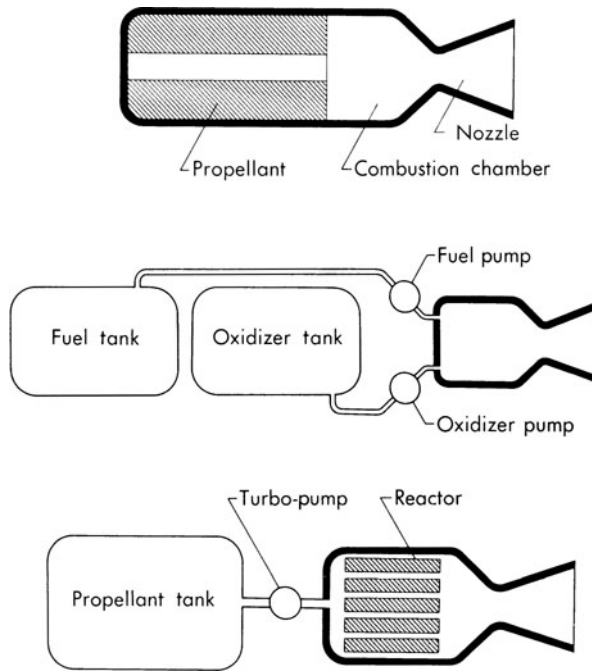 Nozzle
Propellant
Combustion chamber
Fuel pump
Fuel tank
Oxidizer tank
Oxidizer pump
Turbo-pump
Reactor
Propellant tank